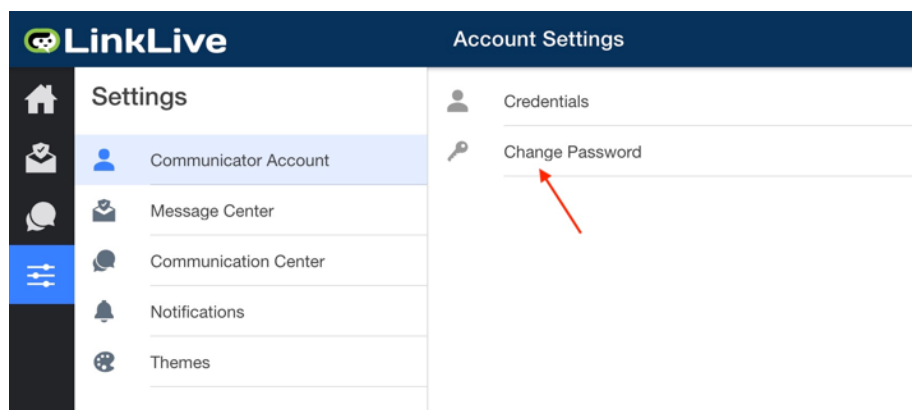 LinkLive
Account Settings
Settings
Communicator Account
Message Center
Communication Center
Notifications
Themes
Credentials
Change Password